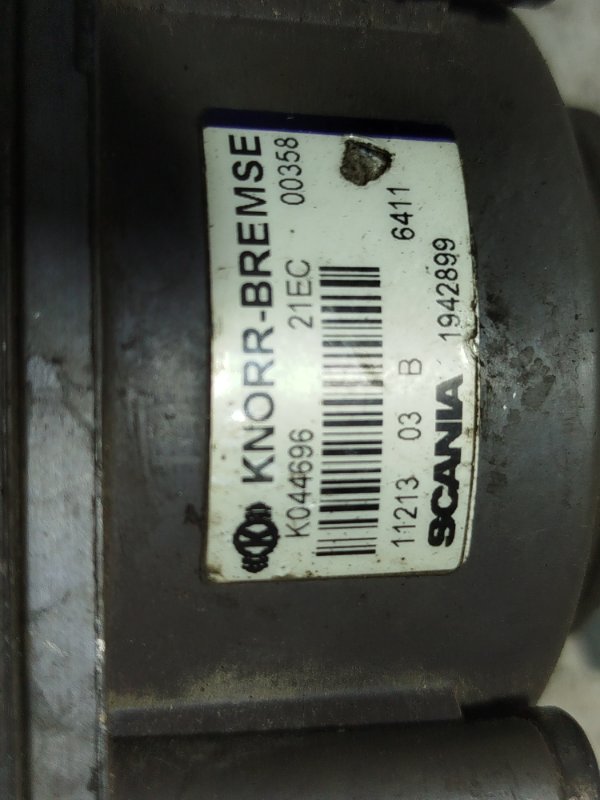 KNORR-BREMSE
K044696 21EC 00358
11213 03 B 6411
SCANIA 1942899